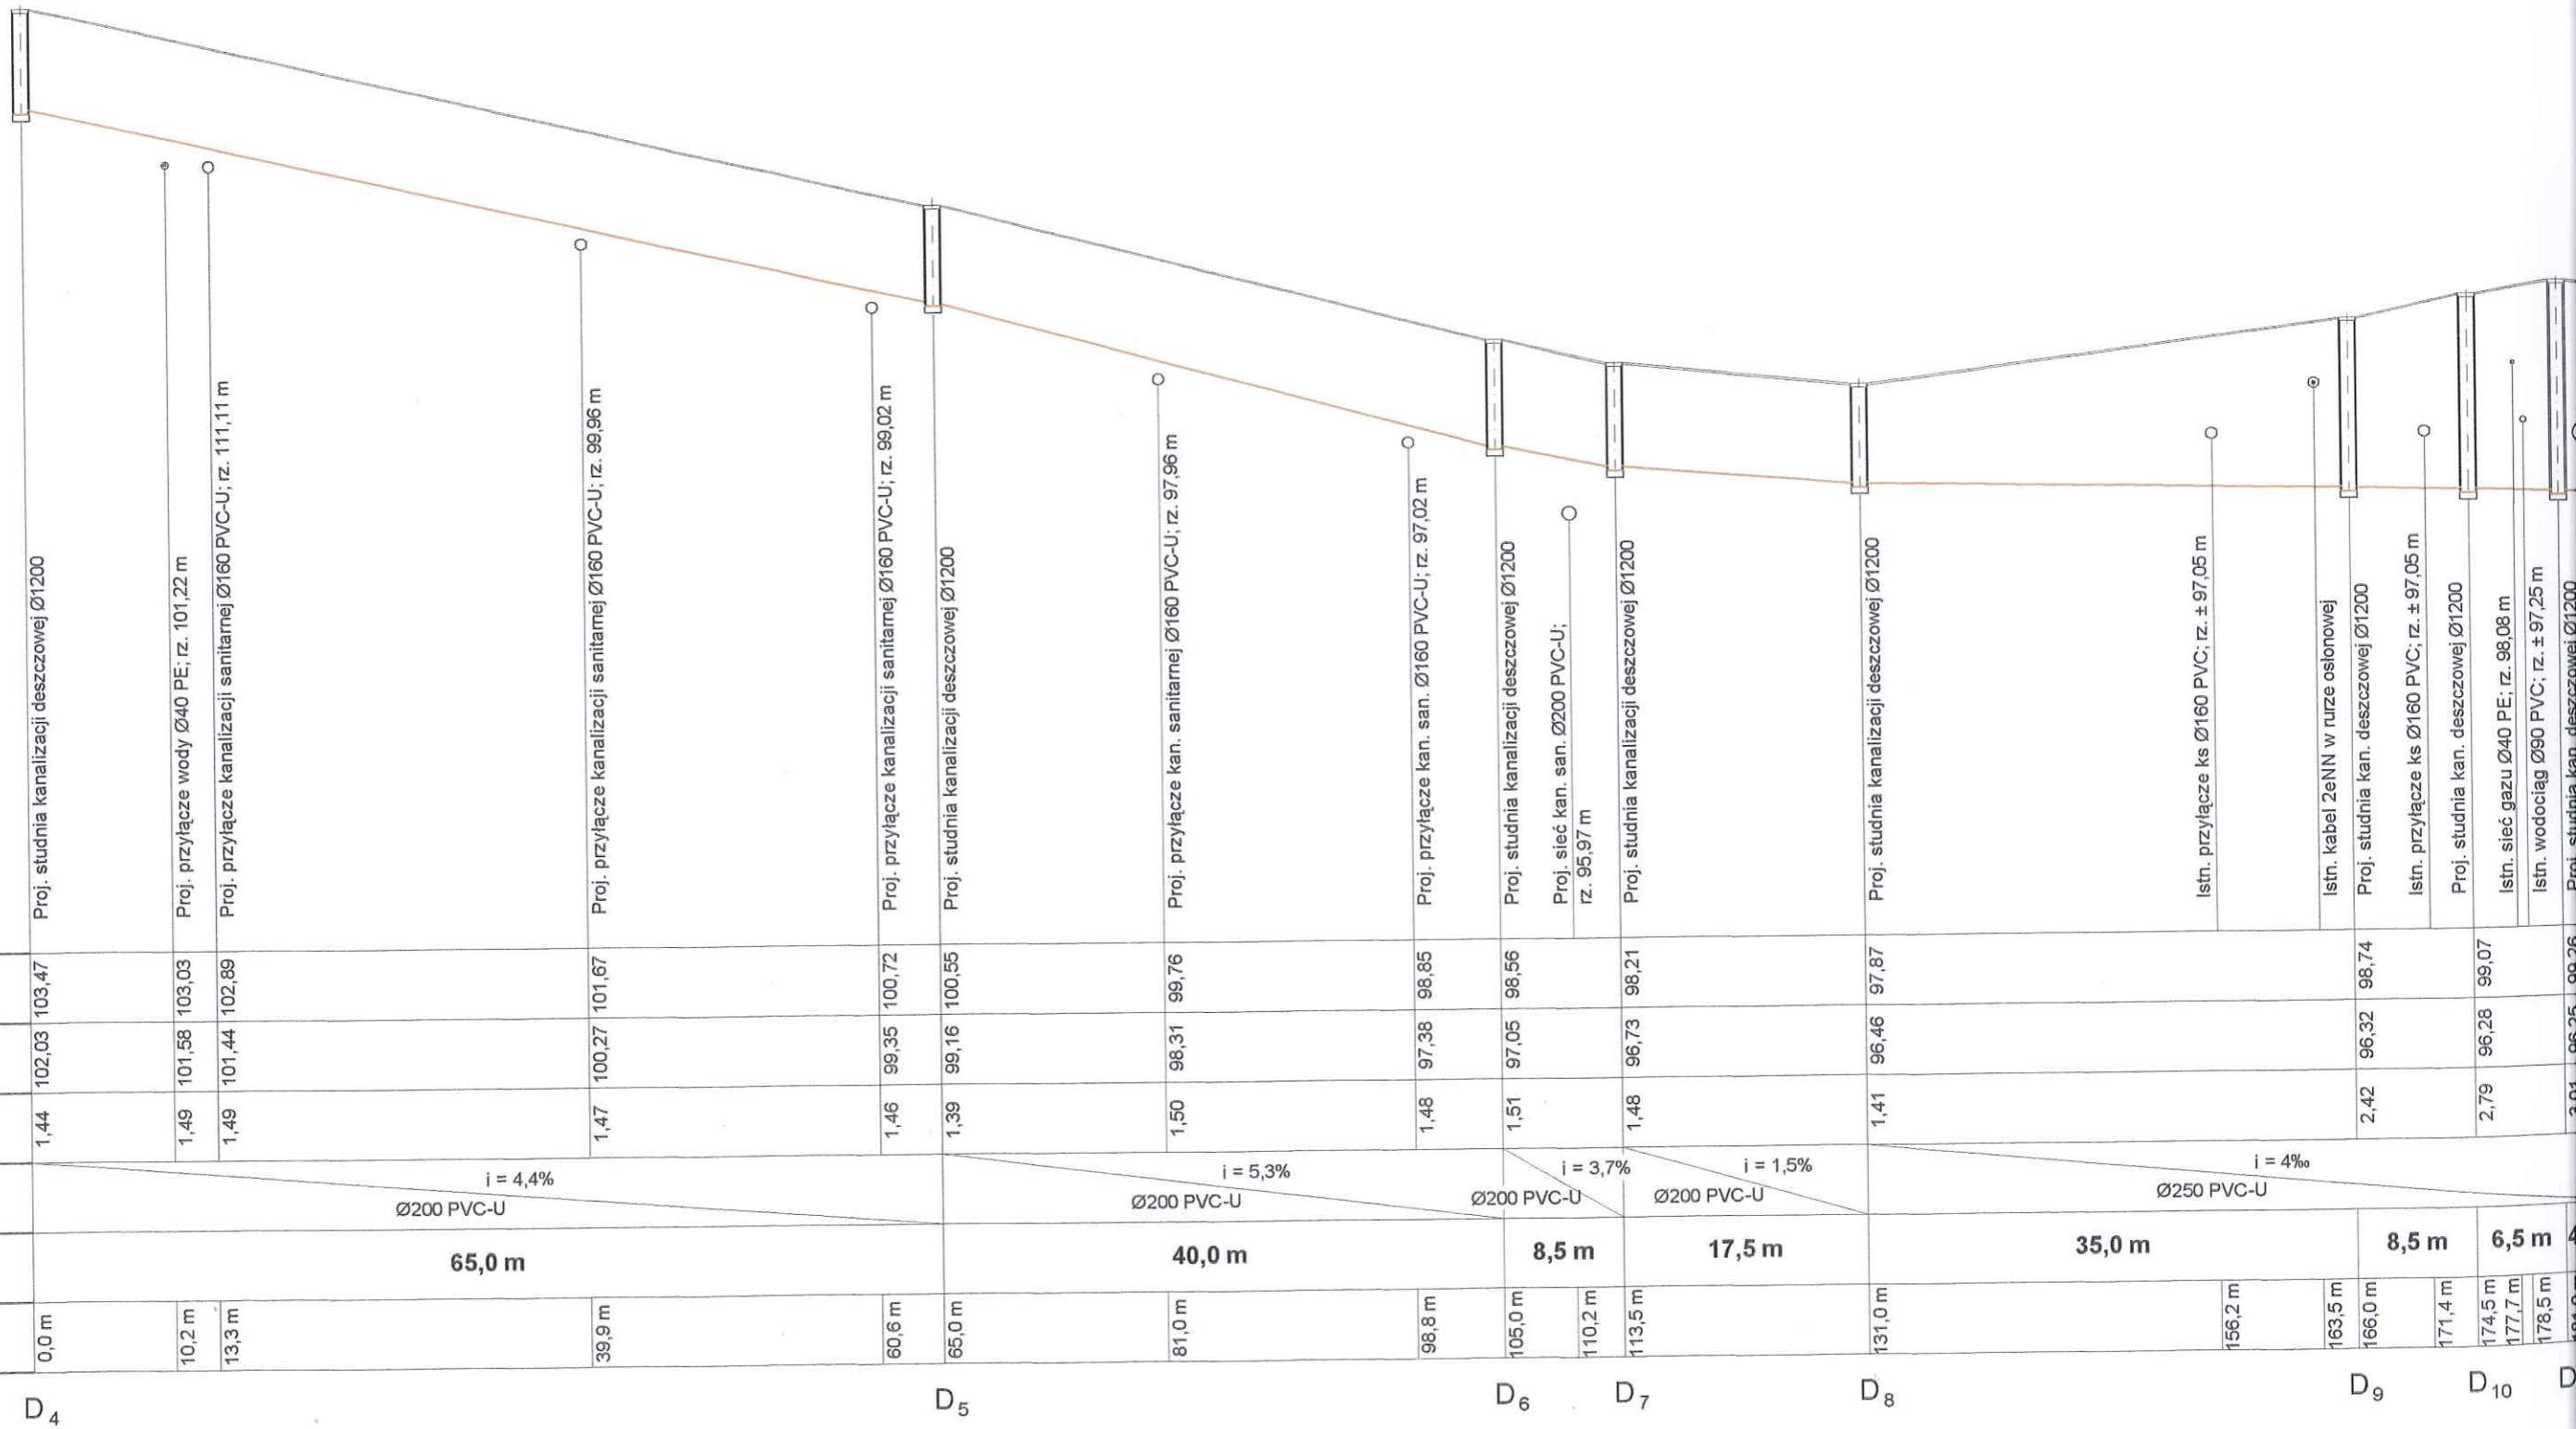 Proj. studnia kanalizacji deszczowej Ø1200
Proj. przyłącze wody Ø40 PE; rz. 101,22 m
Proj. przyłącze kanalizacji sanitarnej Ø160 PVC-U; rz. 111,11 m
Proj. przyłącze kanalizacji sanitarnej Ø160 PVC-U; rz. 99,96 m
Proj. przyłącze kanalizacji sanitarnej Ø160 PVC-U; rz. 99,02 m
Proj. studnia kanalizacji deszczowej Ø1200
Proj. przyłącze kan. sanitarnej Ø160 PVC-U; rz. 97,96 m
Proj. przyłącze kan. san. Ø160 PVC-U; rz. 97,02 m
Proj. studnia kanalizacji deszczowej Ø1200
Proj. sieć kan. san. Ø200 PVC-U;
rz. 95,97 m
Proj. studnia kanalizacji deszczowej Ø1200
Proj. studnia kanalizacji deszczowej Ø1200
Istn. przyłącze ks Ø160 PVC; rz. ± 97,05 m
Istn. kabel 2eNN w rurze osłonowej
Proj. studnia kan. deszczowej Ø1200
Istn. przyłącze ks Ø160 PVC; rz. ± 97,05 m
Proj. studnia kan. deszczowej Ø1200
Istn. sieć gazu Ø40 PE; rz. 98,08 m
Istn. wodociąg Ø90 PVC; rz. ± 97,25 m
Proj. studnia kan. deszczowej Ø1200
103,47 103,03 102,89 101,67 100,72 100,55 99,76 98,85 98,56 98,21 97,87 98,74 99,07 99,26
102,03 101,58 101,44 100,27 99,35 99,16 98,31 97,38 97,05 96,73 96,46 96,32 96,28 96,25
1,44 1,49 1,49 1,47 1,46 1,39 1,50 1,48 1,51 1,48 1,41 2,42 2,79 3,01
i = 4,4% i = 5,3% i = 3,7% i = 1,5% i = 4‰
Ø200 PVC-U Ø200 PVC-U Ø200 PVC-U Ø200 PVC-U Ø250 PVC-U
65,0 m 40,0 m 8,5 m 17,5 m 35,0 m 8,5 m 6,5 m 4
0,0 m 10,2 m 13,3 m 39,9 m 60,6 m 65,0 m 81,0 m 98,8 m 105,0 m 110,2 m 113,5 m 131,0 m 156,2 m 163,5 m 166,0 m 171,4 m 174,5 m 177,7 m 178,5 m
D4 D5 D6 D7 D8 D9 D10 D